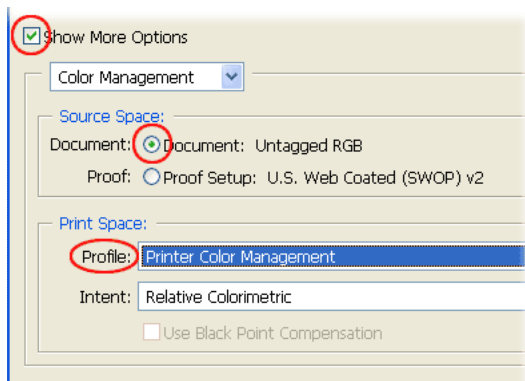 Show More Options
Color Management
Source Space:
Document: Document: Untagged RGB
Proof: Proof Setup: U.S. Web Coated (SWOP) v2
Print Space:
Profile: Printer Color Management
Intent: Relative Colorimetric
Use Black Point Compensation